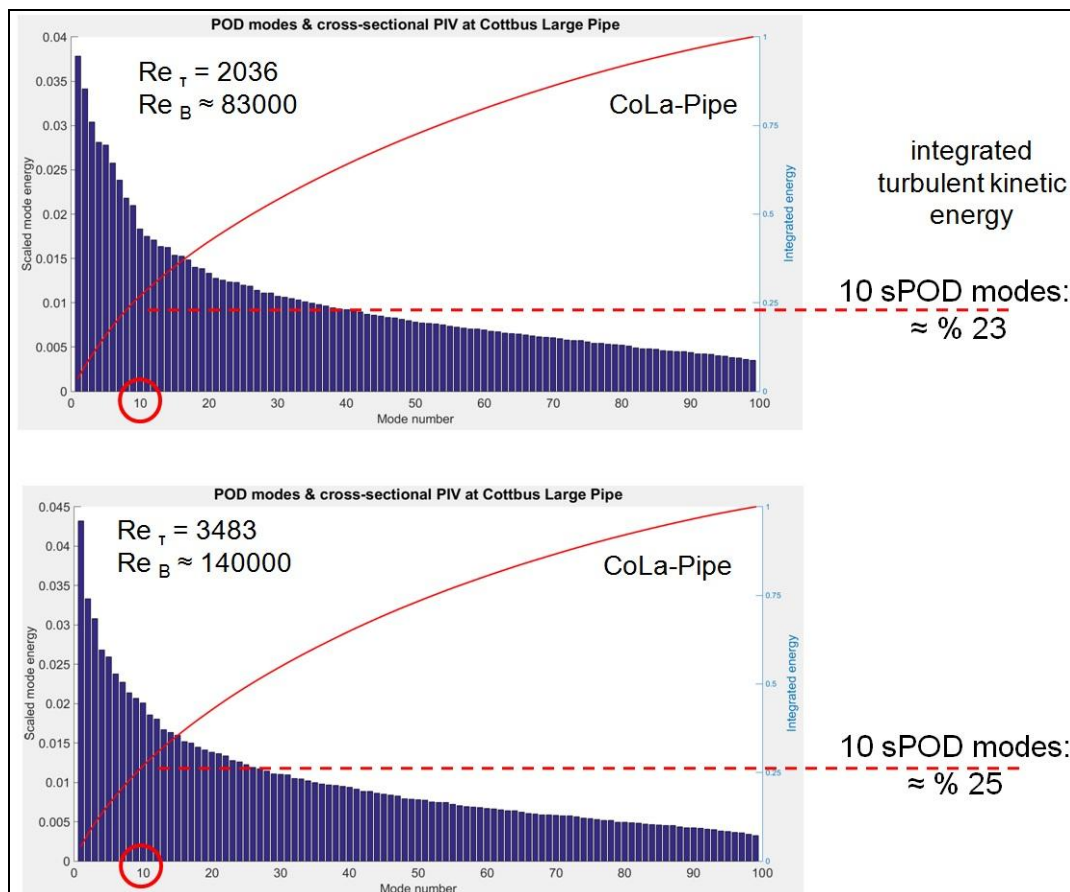 POD modes & cross-sectional PIV at Cottbus Large Pipe
Re τ = 2036
Re B ≈ 83000
CoLa-Pipe
Scaled mode energy
0.04
0.035
0.03
0.025
0.02
0.015
0.01
0.005
0
Integrated energy
1
0.75
0.5
0.25
0
0 10 20 30 40 50 60 70 80 90 100
Mode number
integrated
turbulent kinetic
energy
10 sPOD modes:
≈ % 23
POD modes & cross-sectional PIV at Cottbus Large Pipe
Re τ = 3483
Re B ≈ 140000
CoLa-Pipe
Scaled mode energy
0.045
0.04
0.035
0.03
0.025
0.02
0.015
0.01
0.005
0
Integrated energy
1
0.75
0.5
0.25
0
0 10 20 30 40 50 60 70 80 90 100
Mode number
10 sPOD modes:
≈ % 25